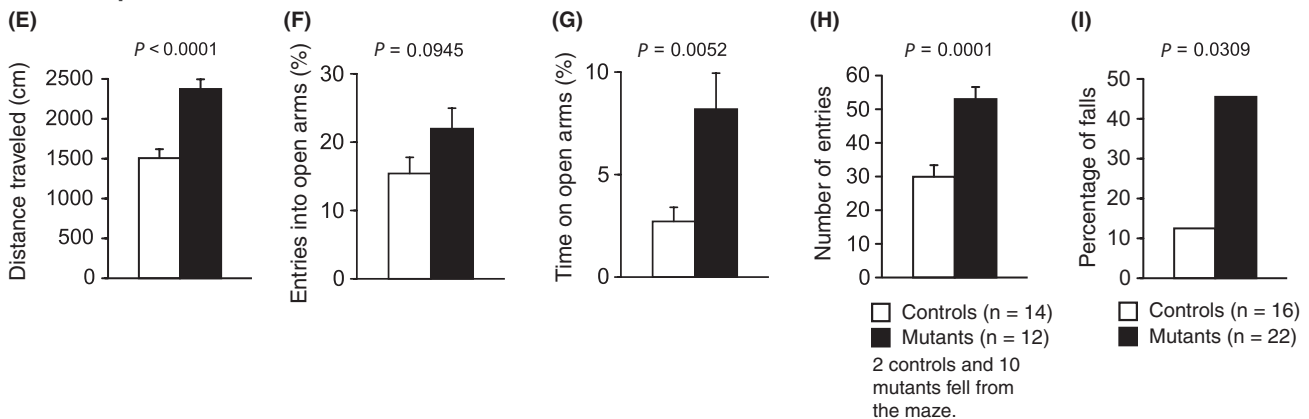 (E)
P < 0.0001
Distance traveled (cm)
2500
2000
1500
1000
500
0
(F)
P = 0.0945
Entries into open arms (%)
30
20
10
0
(G)
P = 0.0052
Time on open arms (%)
10
5
0
(H)
P = 0.0001
Number of entries
60
50
40
30
20
10
0
Controls (n = 14)
Mutants (n = 12)
2 controls and 10
mutants fell from
the maze.
(I)
P = 0.0309
Percentage of falls
50
40
30
20
10
0
Controls (n = 16)
Mutants (n = 22)